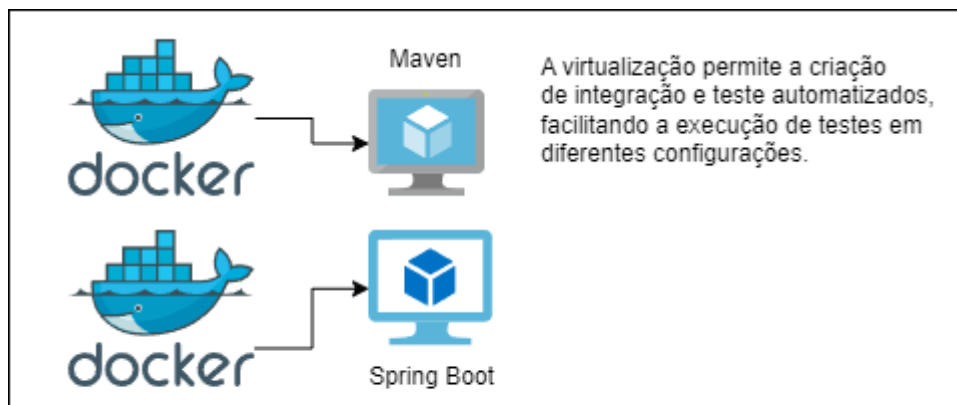 docker
Maven
A virtualização permite a criação
de integração e teste automatizados,
facilitando a execução de testes em
diferentes configurações.
docker
Spring Boot